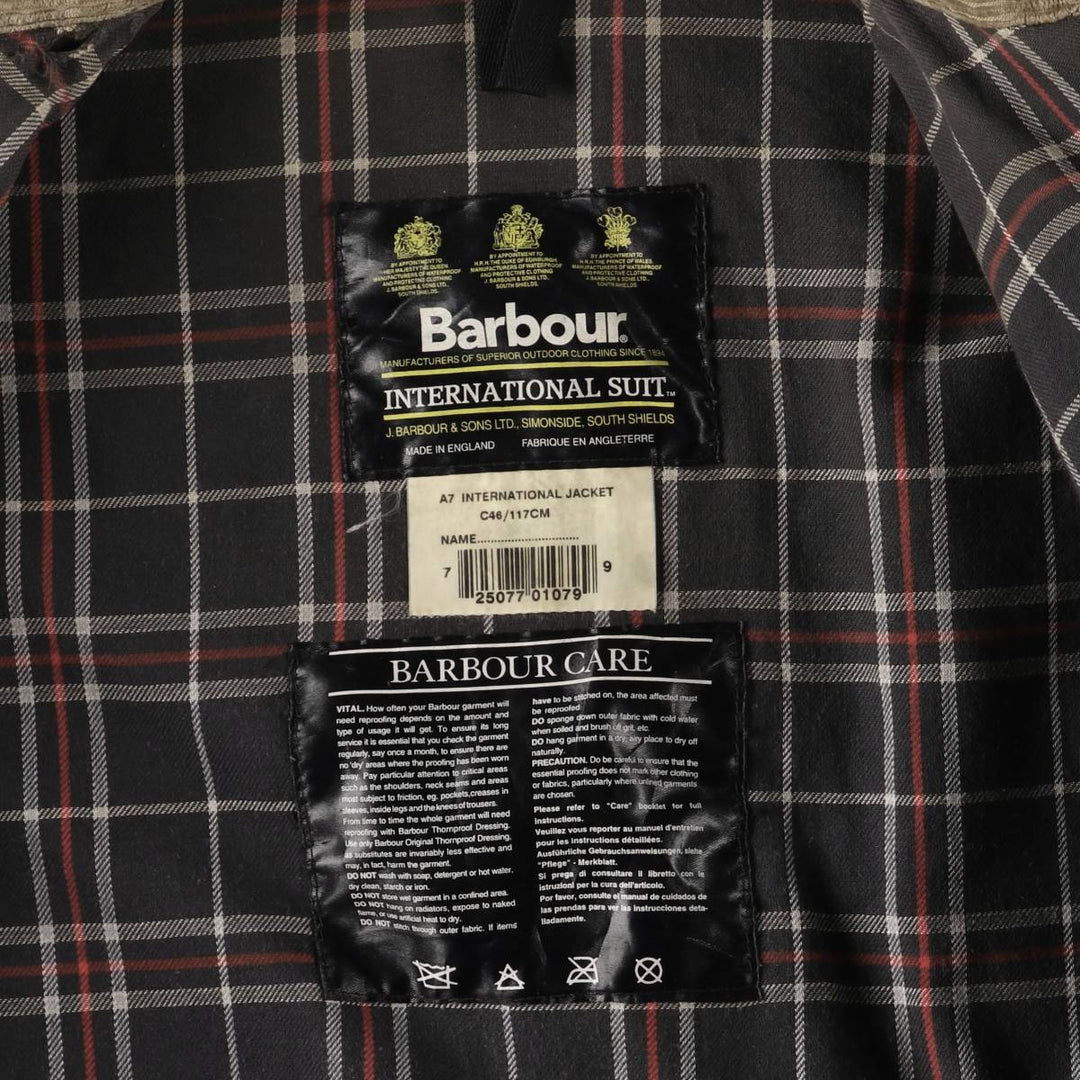 BY APPOINTMENT TO
HER MAJESTY THE QUEEN
MANUFACTURERS OF WATERPROOF
AND PROTECTIVE CLOTHING
J. BARBOUR & SONS LTD.
SOUTH SHIELDS.
BY APPOINTMENT TO
H.R.H. THE DUKE OF EDINBURGH
MANUFACTURERS OF WATERPROOF
AND PROTECTIVE CLOTHING
J. BARBOUR & SONS LTD.
SOUTH SHIELDS.
BY APPOINTMENT TO
H.R.H. THE PRINCE OF WALES
MANUFACTURERS OF WATERPROOF
AND PROTECTIVE CLOTHING
J. BARBOUR & SONS LTD.
SOUTH SHIELDS.
Barbour®
MANUFACTURERS OF SUPERIOR OUTDOOR CLOTHING SINCE 1894
INTERNATIONAL SUIT™
J. BARBOUR & SONS LTD., SIMONSIDE, SOUTH SHIELDS
MADE IN ENGLAND FABRIQUE EN ANGLETERRE
A7 INTERNATIONAL JACKET
C46/117CM
NAME..............................
7 25077 01079 9
BARBOUR CARE
VITAL. How often your Barbour garment will
need reproofing depends on the amount and
type of usage it will get. To ensure its long
service it is essential that you check the garment
regularly, say once a month, to ensure there are
no 'dry' areas where the proofing has been worn
away. Pay particular attention to critical areas
such as the shoulders, neck seams and areas
most subject to friction, eg. pockets,creases in
sleeves, inside legs and the knees of trousers.
From time to time the whole garment will need
reproofing with Barbour Thornproof Dressing.
Use only Barbour Original Thornproof Dressing,
as substitutes are invariably less effective and
may, in fact, harm the garment.
DO NOT wash with soap, detergent or hot water,
dry clean, starch or iron.
DO NOT store wet garment in a confined area.
DO NOT hang on radiators, expose to naked
flame, or use artificial heat to dry.
DO NOT stitch through outer fabric. If items
have to be stitched on, the area affected must
be reproofed.
DO sponge down outer fabric with cold water
when soiled and brush off grit, etc.
DO hang garment in a dry, airy place to dry off
naturally.
PRECAUTION. Do be careful to ensure that the
essential proofing does not mark other clothing
or fabrics, particularly where unlined garments
are chosen.
Please refer to "Care" booklet for full
instructions.
Veuillez vous reporter au manuel d'entretien
pour les instructions détaillées.
Ausführliche Gebrauchsanweisungen, siehe
"Pflege" - Merkblatt.
Si prega di consultare il libretto con le
istruzioni per la cura dell'articolo.
Por favor, consulte el manual de cuidados de
las prendas para ver las instrucciones deta-
lladamente.